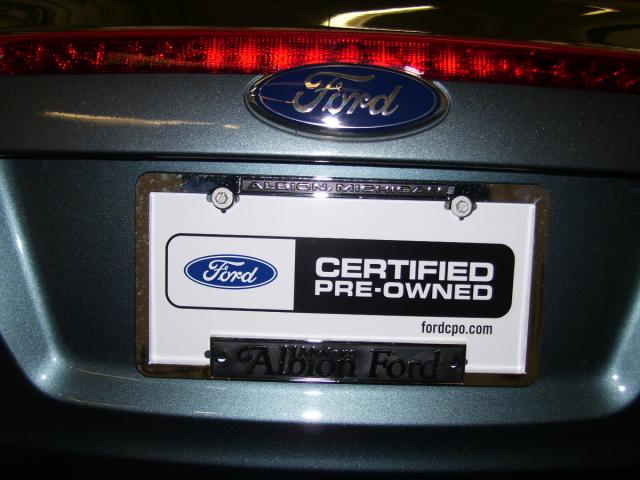 Ford
ALBION, MICHIGAN
Ford
CERTIFIED
PRE-OWNED
fordcpo.com
Albion Ford